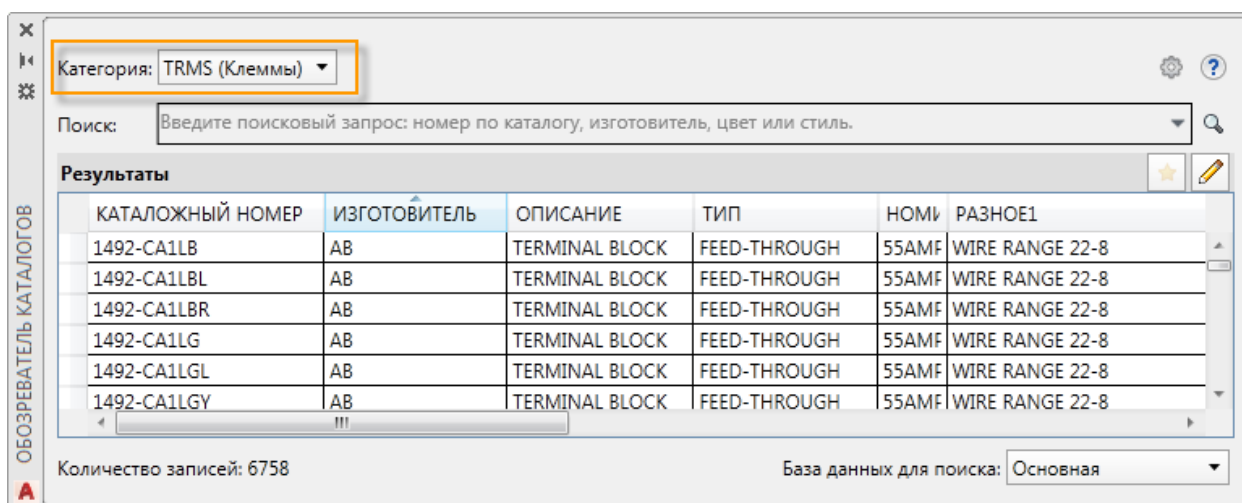 Категория: TRMS (Клеммы)
Поиск: Введите поисковый запрос: номер по каталогу, изготовитель, цвет или стиль.
Результаты
КАТАЛОЖНЫЙ НОМЕР ИЗГОТОВИТЕЛЬ ОПИСАНИЕ ТИП НОМИ РАЗНОЕ1
1492-CA1LB AB TERMINAL BLOCK FEED-THROUGH 55AMF WIRE RANGE 22-8
1492-CA1LBL AB TERMINAL BLOCK FEED-THROUGH 55AMF WIRE RANGE 22-8
1492-CA1LBR AB TERMINAL BLOCK FEED-THROUGH 55AMF WIRE RANGE 22-8
1492-CA1LG AB TERMINAL BLOCK FEED-THROUGH 55AMF WIRE RANGE 22-8
1492-CA1LGL AB TERMINAL BLOCK FEED-THROUGH 55AMF WIRE RANGE 22-8
1492-CA1LGY AB TERMINAL BLOCK FEED-THROUGH 55AMF WIRE RANGE 22-8
Количество записей: 6758 База данных для поиска: Основная
ОБОЗРЕВАТЕЛЬ КАТАЛОГОВ